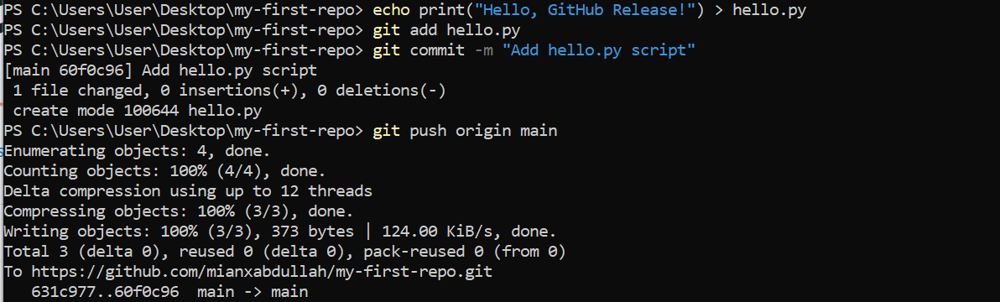 PS C:\Users\User\Desktop\my-first-repo> echo print("Hello, GitHub Release!") > hello.py
PS C:\Users\User\Desktop\my-first-repo> git add hello.py
PS C:\Users\User\Desktop\my-first-repo> git commit -m "Add hello.py script"
[main 60f0c96] Add hello.py script
 1 file changed, 0 insertions(+), 0 deletions(-)
 create mode 100644 hello.py
PS C:\Users\User\Desktop\my-first-repo> git push origin main
Enumerating objects: 4, done.
Counting objects: 100% (4/4), done.
Delta compression using up to 12 threads
Compressing objects: 100% (3/3), done.
Writing objects: 100% (3/3), 373 bytes | 124.00 KiB/s, done.
Total 3 (delta 0), reused 0 (delta 0), pack-reused 0 (from 0)
To https://github.com/mianxabdullah/my-first-repo.git
   631c977..60f0c96  main -> main